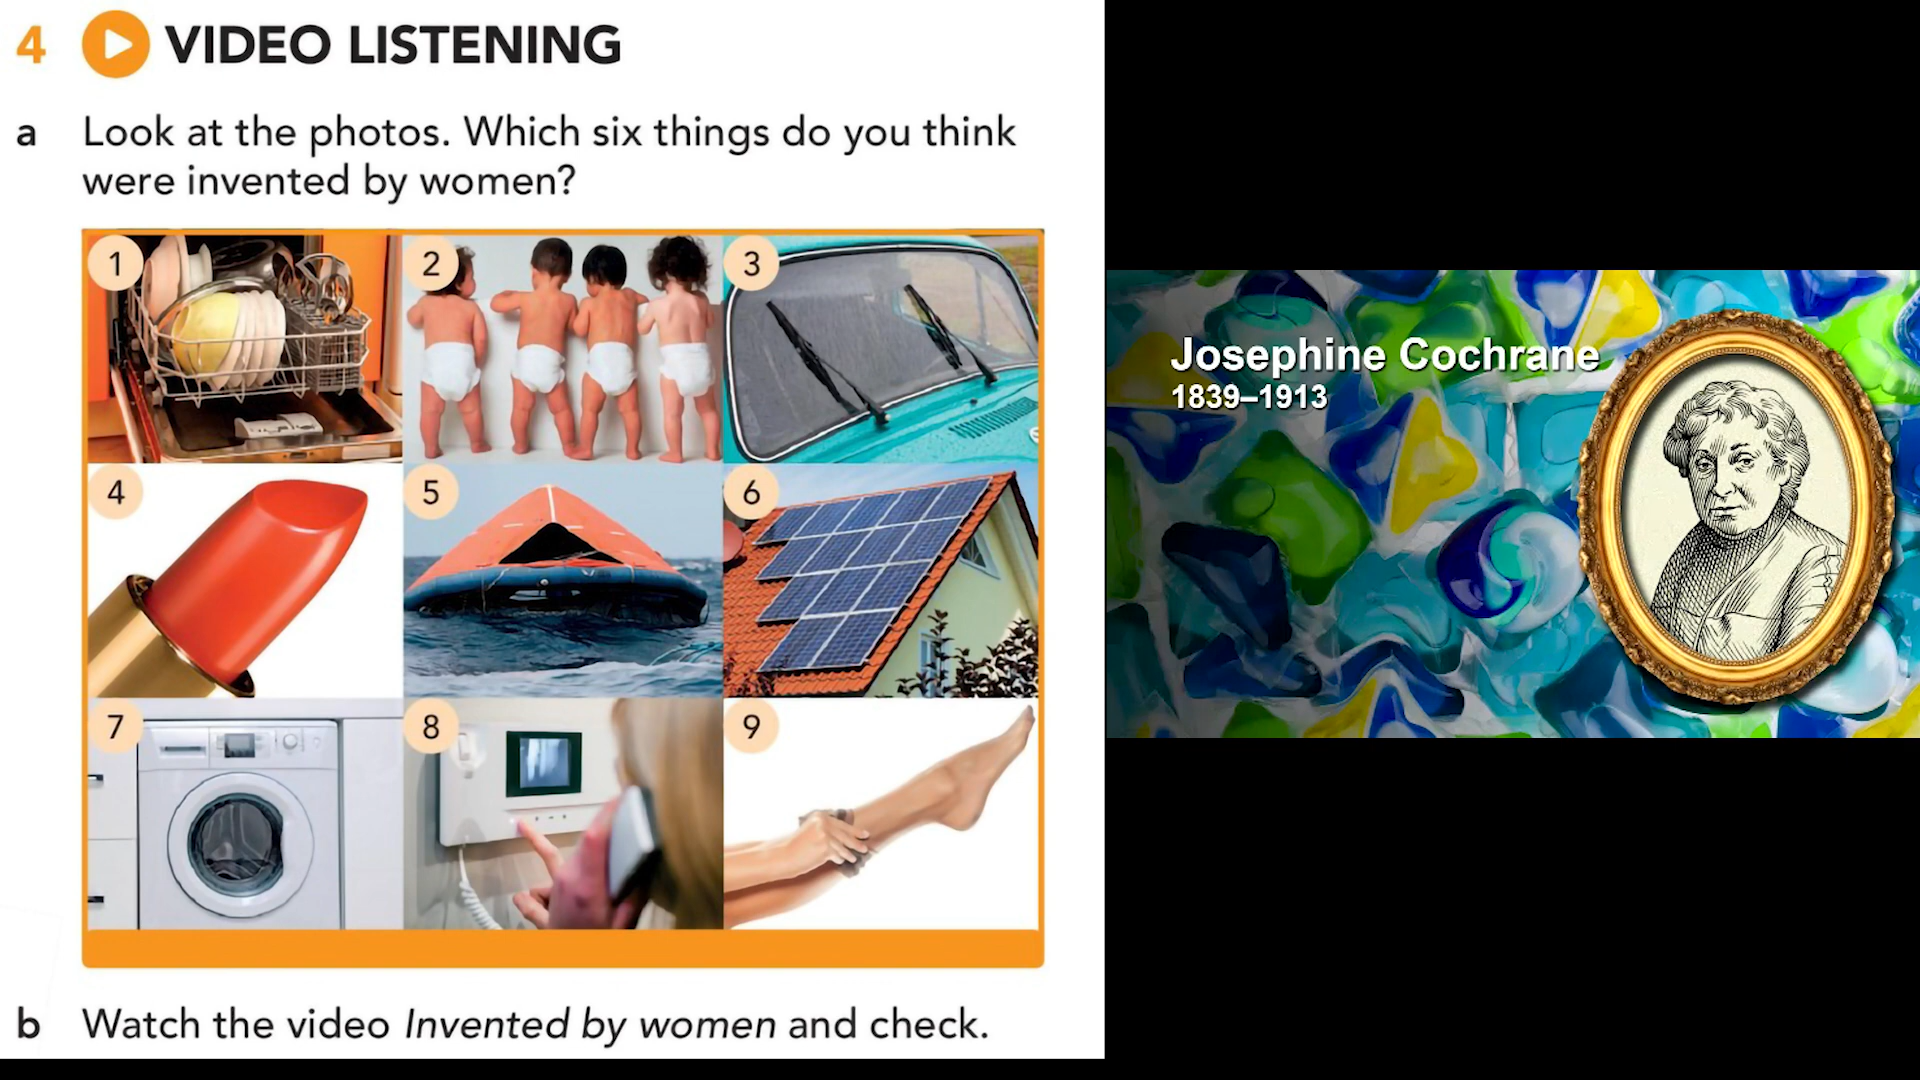 4 VIDEO LISTENING
a Look at the photos. Which six things do you think
were invented by women?
1
2
3
4
5
6
7
8
9
b Watch the video Invented by women and check.
Josephine Cochrane
1839–1913